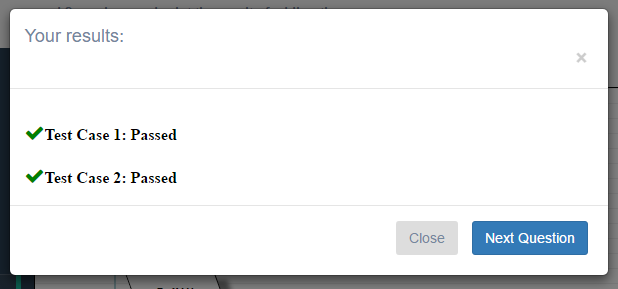 Your results:
×
Test Case 1: Passed
Test Case 2: Passed
Close
Next Question